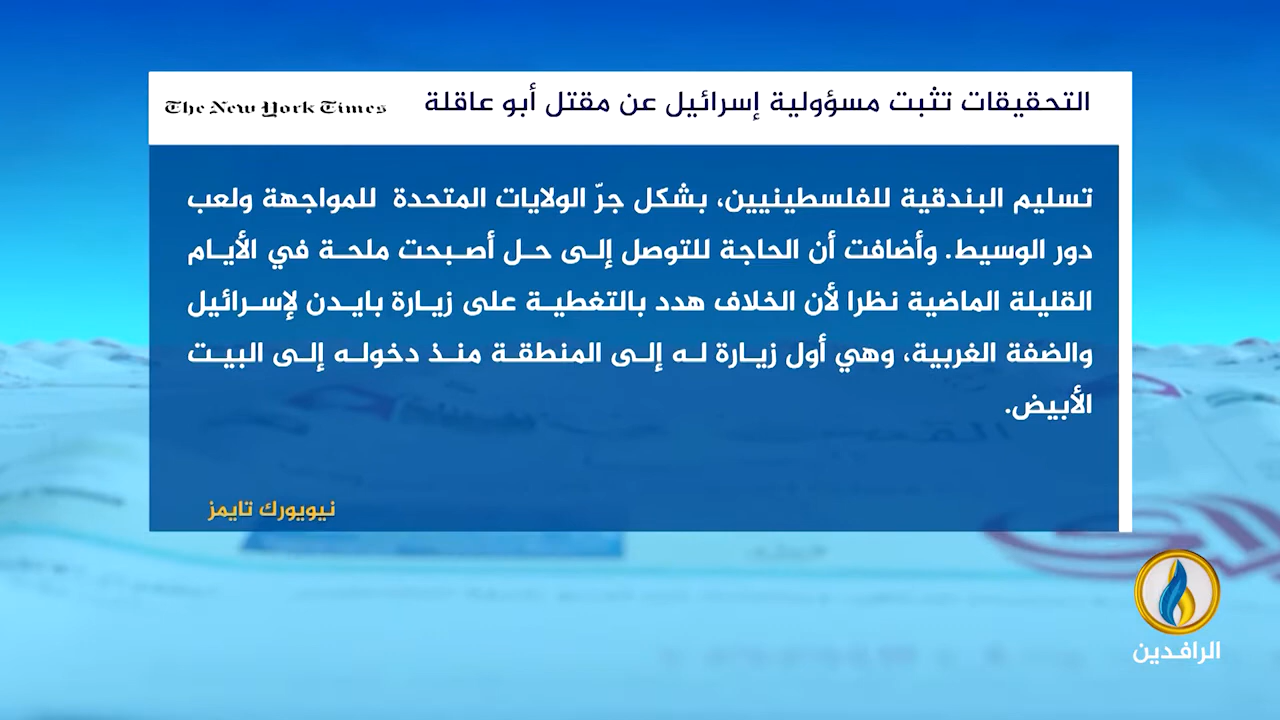 التحقيقات تثبت مسؤولية إسرائيل عن مقتل أبو عاقلة
The New York Times
تسليم البندقية للفلسطينيين، بشكل جرّ الولايات المتحدة للمواجهة ولعب
دور الوسيط. وأضافت أن الحاجة للتوصل إلى حل أصبحت ملحة في الأيام
القليلة الماضية نظرا لأن الخلاف هدد بالتغطية على زيارة بايدن لإسرائيل
والضفة الغربية، وهي أول زيارة له إلى المنطقة منذ دخوله إلى البيت
الأبيض.
نيويورك تايمز
الرافدين